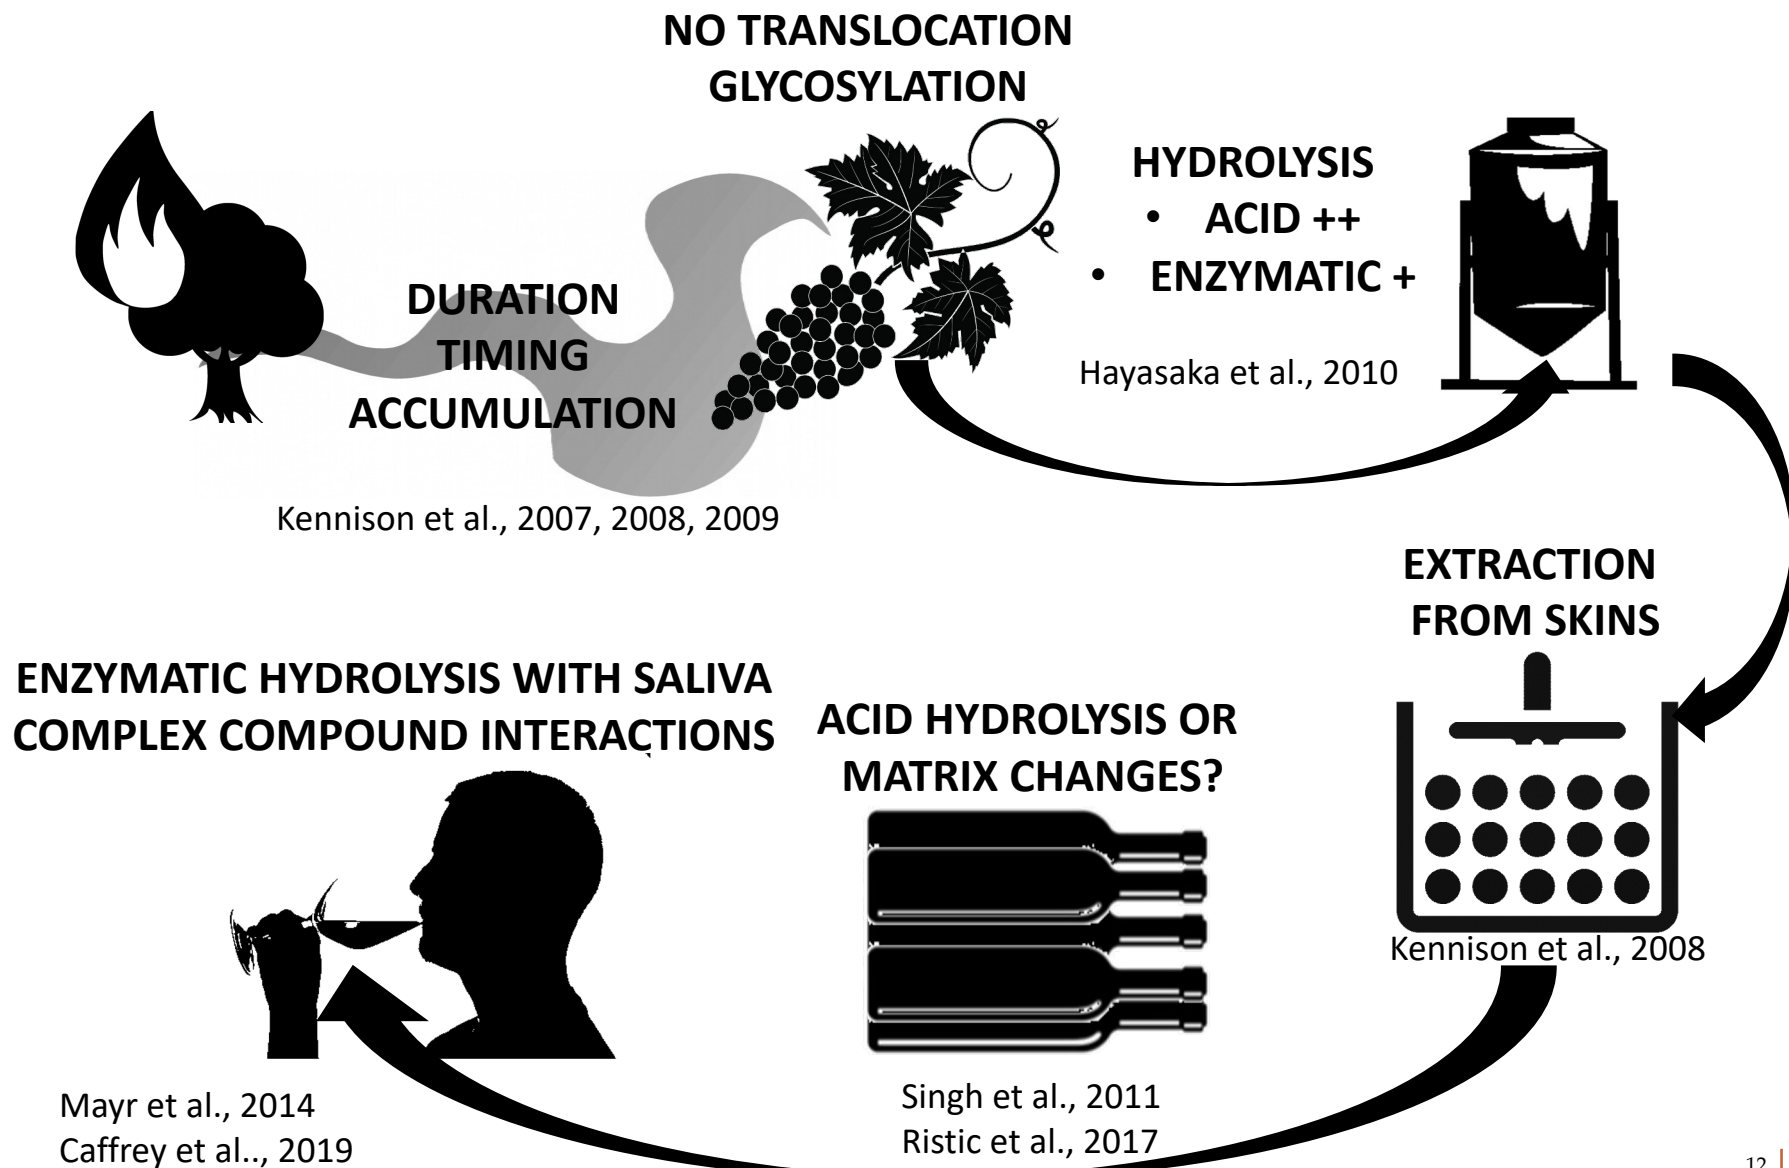 NO TRANSLOCATION
GLYCOSYLATION
HYDROLYSIS
• ACID ++
• ENZYMATIC +
Hayasaka et al., 2010
DURATION
TIMING
ACCUMULATION
Kennison et al., 2007, 2008, 2009
EXTRACTION
FROM SKINS
Kennison et al., 2008
ACID HYDROLYSIS OR
MATRIX CHANGES?
Singh et al., 2011
Ristic et al., 2017
ENZYMATIC HYDROLYSIS WITH SALIVA
COMPLEX COMPOUND INTERACTIONS
Mayr et al., 2014
Caffrey et al.., 2019
12